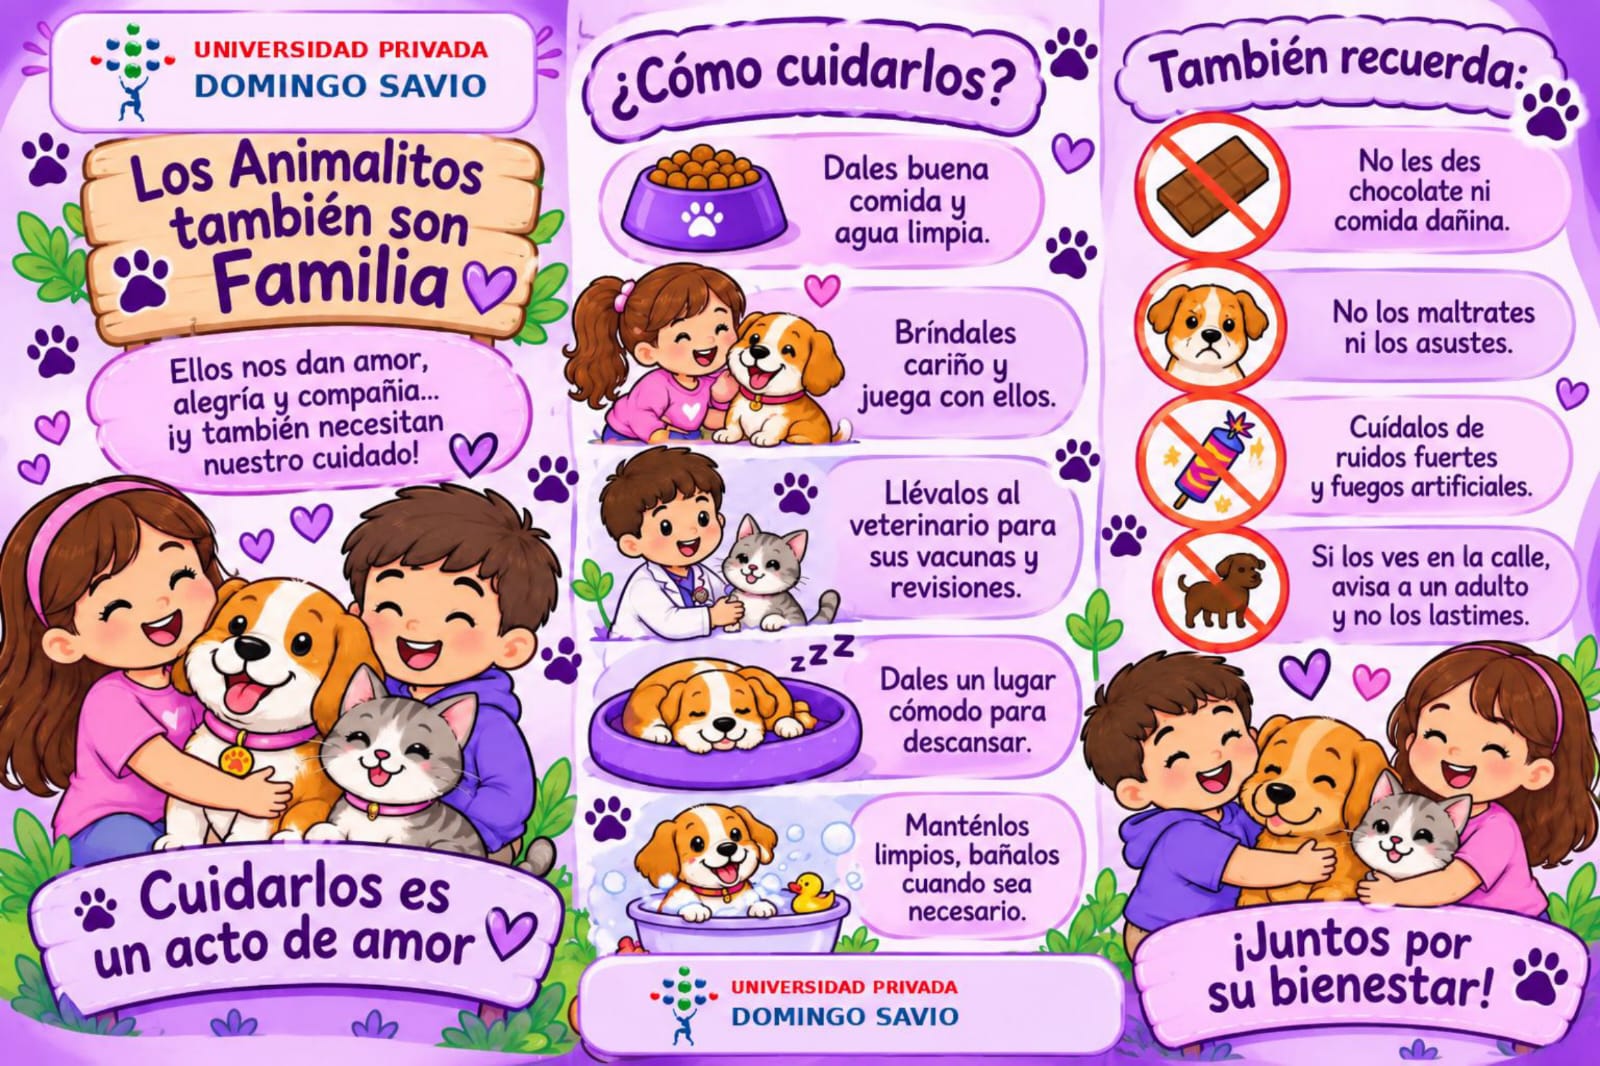 UNIVERSIDAD PRIVADA
DOMINGO SAVIO
Los Animalitos
también son
Familia
Ellos nos dan amor,
alegría y compañia...
¡y también necesitan
nuestro cuidado!
Cuidarlos es
un acto de amor
¿Cómo cuidarlos?
Dales buena
comida y
agua limpia.
Bríndales
cariño y
juega con ellos.
Llévalos al
veterinario para
sus vacunas y
revisiones.
zzZ
Dales un lugar
cómodo para
descansar.
Manténlos
limpios, bañalos
cuando sea
necesario.
UNIVERSIDAD PRIVADA
DOMINGO SAVIO
También recuerda:
No les des
chocolate ni
comida dañina.
No los maltrates
ni los asustes.
Cuídalos de
ruidos fuertes
y fuegos artificiales.
Si los ves en la calle,
avisa a un adulto
y no los lastimes.
¡Juntos por
su bienestar!